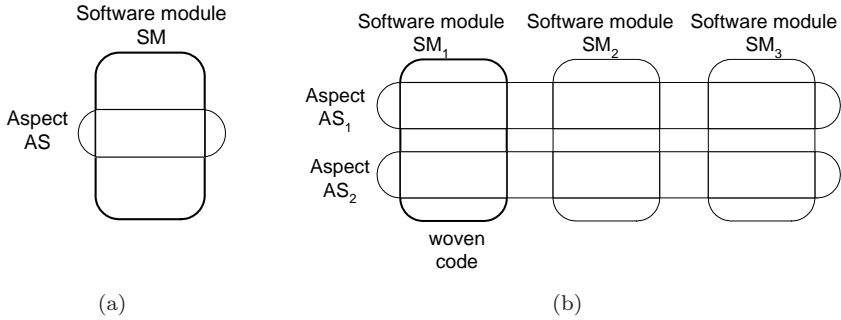 Software module
SM
Aspect
AS
(a)
Software module
SM₁
Software module
SM₂
Software module
SM₃
Aspect
AS₁
Aspect
AS₂
woven
code
(b)